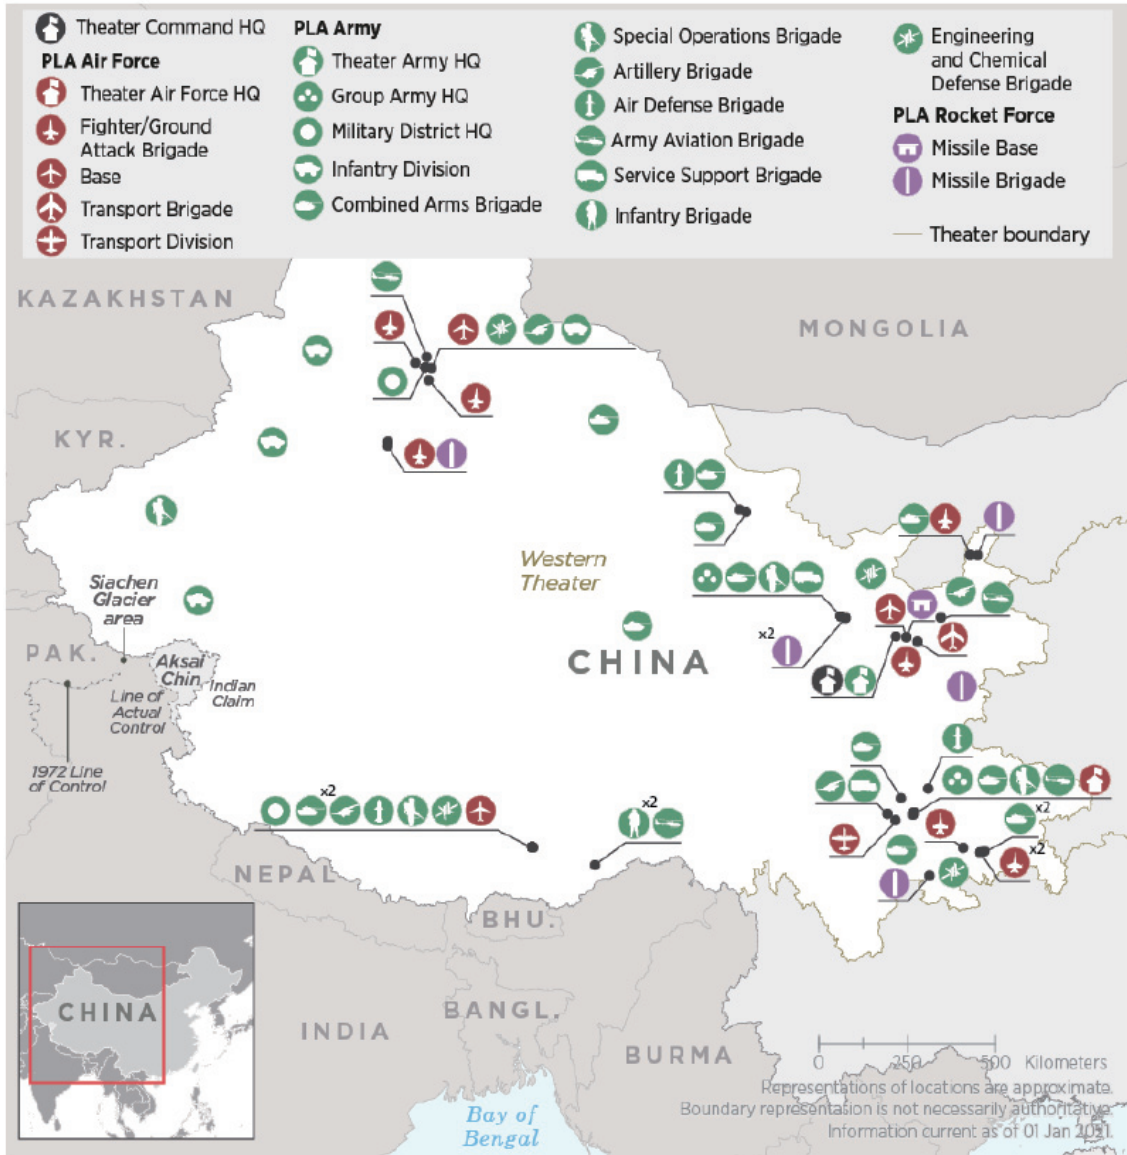 Theater Command HQ
PLA Air Force
Theater Air Force HQ
Fighter/Ground
Attack Brigade
Base
Transport Brigade
Transport Division
PLA Army
Theater Army HQ
Group Army HQ
Military District HQ
Infantry Division
Combined Arms Brigade
Special Operations Brigade
Artillery Brigade
Air Defense Brigade
Army Aviation Brigade
Service Support Brigade
Infantry Brigade
Engineering
and Chemical
Defense Brigade
PLA Rocket Force
Missile Base
Missile Brigade
Theater boundary
KAZAKHSTAN
MONGOLIA
KYR.
Western
Theater
Siachen
Glacier
area
x2
CHINA
PAK.
Aksai
Chin
Indian
Claim
Line of
Actual
Control
1972 Line
of Control
x2
x2
x2
x2
NEPAL
BHU.
CHINA
INDIA
BANGL.
BURMA
Bay of
Bengal
0 250 500 Kilometers
Representations of locations are approximate.
Boundary representation is not necessarily authoritative.
Information current as of 01 Jan 2021.